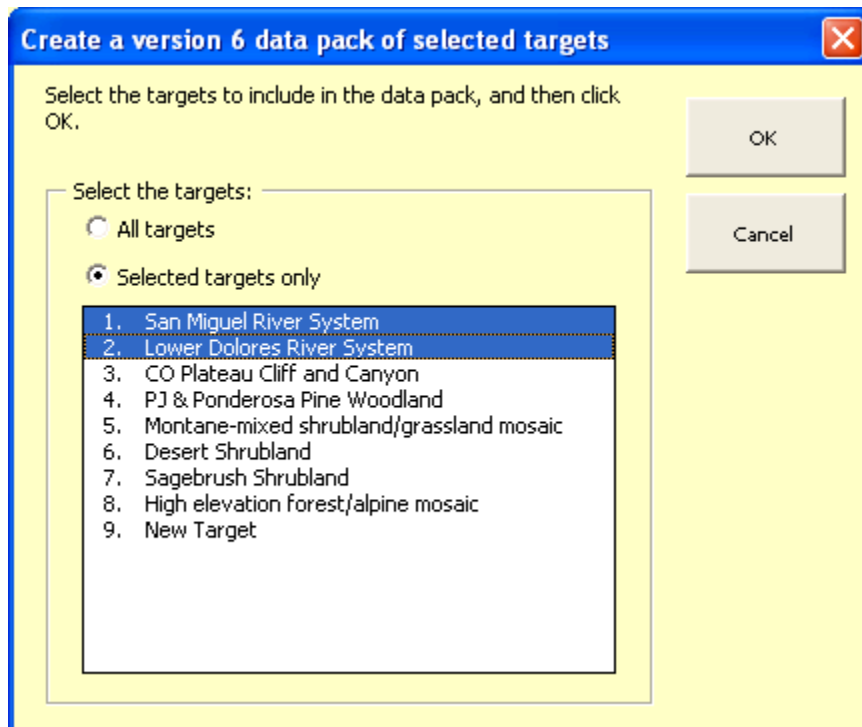 Create a version 6 data pack of selected targets
Select the targets to include in the data pack, and then click
OK.
OK
Cancel
Select the targets:
All targets
Selected targets only
1. San Miguel River System
2. Lower Dolores River System
3. CO Plateau Cliff and Canyon
4. PJ & Ponderosa Pine Woodland
5. Montane-mixed shrubland/grassland mosaic
6. Desert Shrubland
7. Sagebrush Shrubland
8. High elevation forest/alpine mosaic
9. New Target